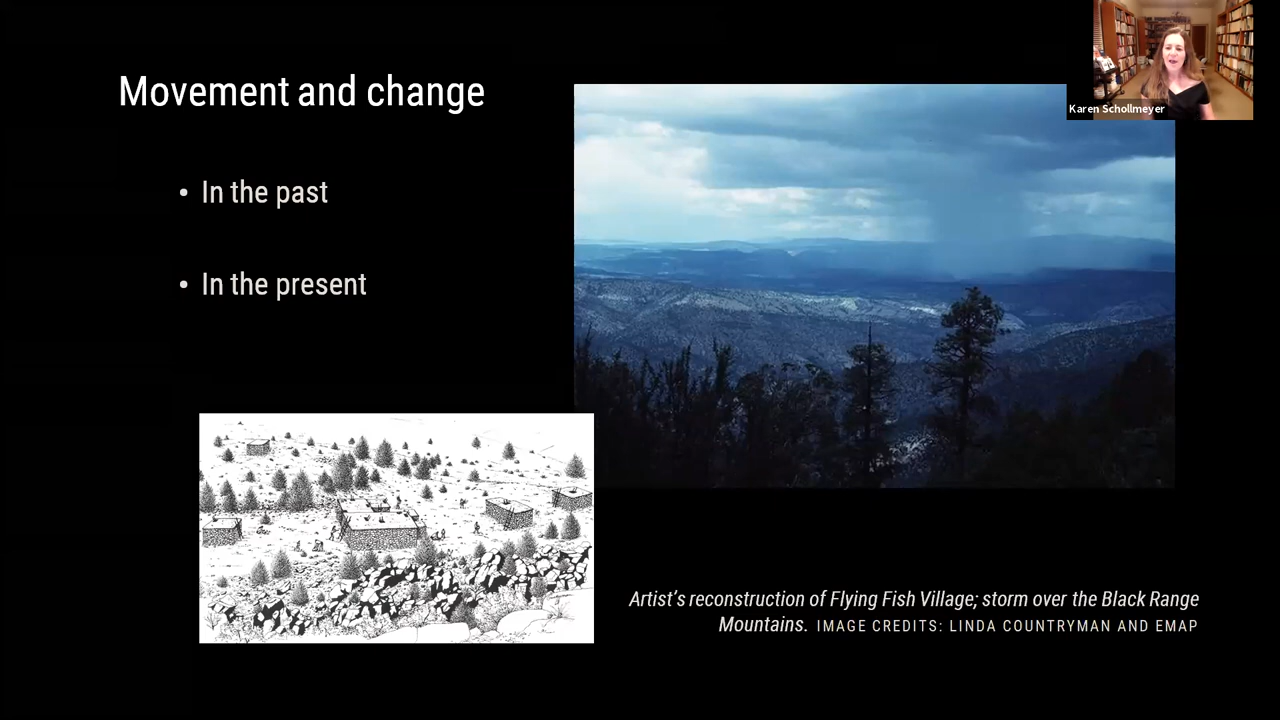 Karen Schollmeyer
Movement and change
• In the past
• In the present
Artist's reconstruction of Flying Fish Village; storm over the Black Range
Mountains. IMAGE CREDITS: LINDA COUNTRYMAN AND EMAP